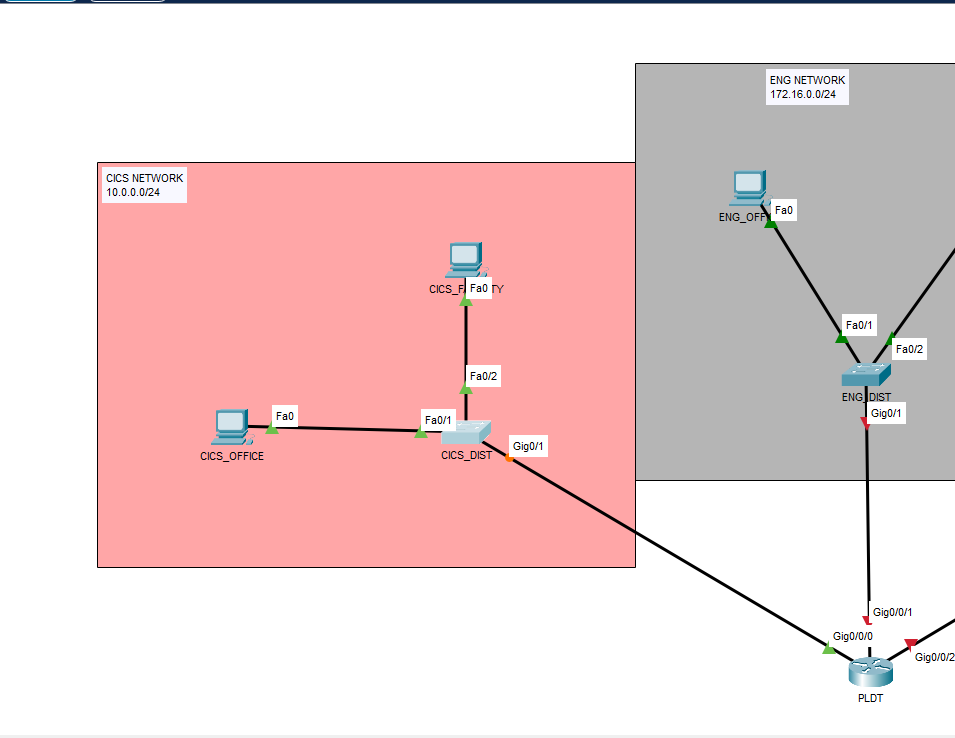 ENG NETWORK
172.16.0.0/24
CICS NETWORK
10.0.0.0/24
Fa0
ENG_OFF
Fa0
CICS_F TY
Fa0/1
Fa0/2
Fa0/2
ENG_DIST
Gig0/1
Fa0
Fa0/1
CICS_OFFICE
CICS_DIST
Gig0/1
Gig0/0/1
Gig0/0/0
Gig0/0/2
PLDT